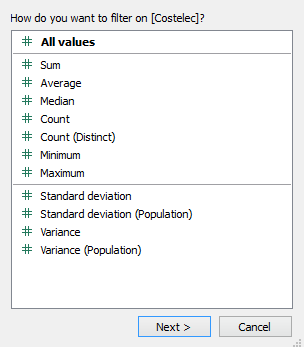 How do you want to filter on [Costelec]?
All values
Sum
Average
Median
Count
Count (Distinct)
Minimum
Maximum
Standard deviation
Standard deviation (Population)
Variance
Variance (Population)
Next > Cancel